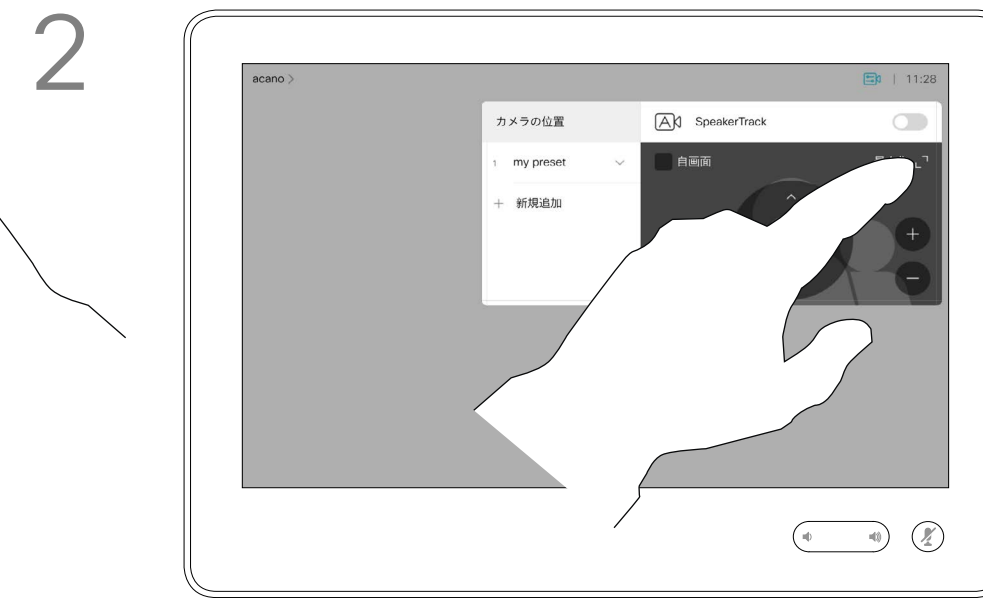 2
acano
11:28
カメラの位置
A SpeakerTrack
1 my preset
自画面
+ 新規追加
+
−